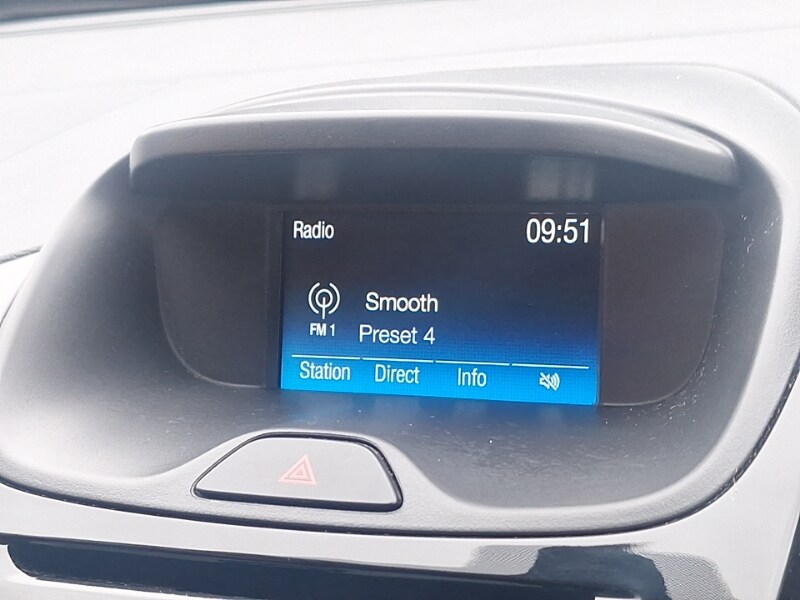 Radio 09:51
Smooth
FM 1 Preset 4
Station Direct Info